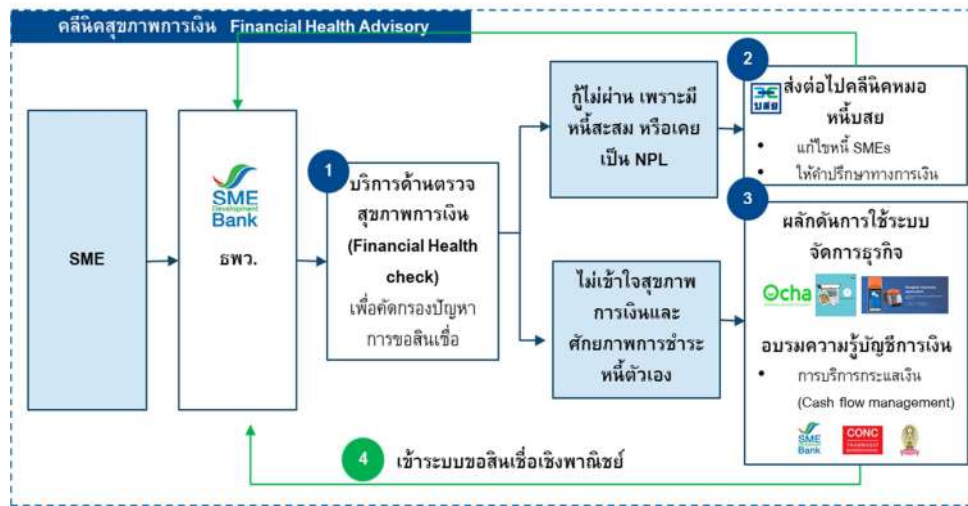 คลินิคสุขภาพการเงิน Financial Health Advisory
SME
SME
Development
Bank
ธพว.
1
บริการด้านตรวจ
สุขภาพการเงิน
(Financial Health
check)
เพื่อคัดกรองปัญหา
การขอสินเชื่อ
กู้ไม่ผ่าน เพราะมี
หนี้สะสม หรือเคย
เป็น NPL
ไม่เข้าใจสุขภาพ
การเงินและ
ศักยภาพการชำระ
หนี้ตัวเอง
2
บสย
ส่งต่อไปคลีนิคหมอ
หนี้บสย
• แก้ไขหนี้ SMEs
• ให้คำปรึกษาทางการเงิน
3
ผลักดันการใช้ระบบ
จัดการธุรกิจ
Ocha
อบรมความรู้บัญชีการเงิน
• การบริการกระแสเงิน
(Cash flow management)
SME
Bank
CONC
THAMMASAT
4
เข้าระบบขอสินเชื่อเชิงพาณิชย์